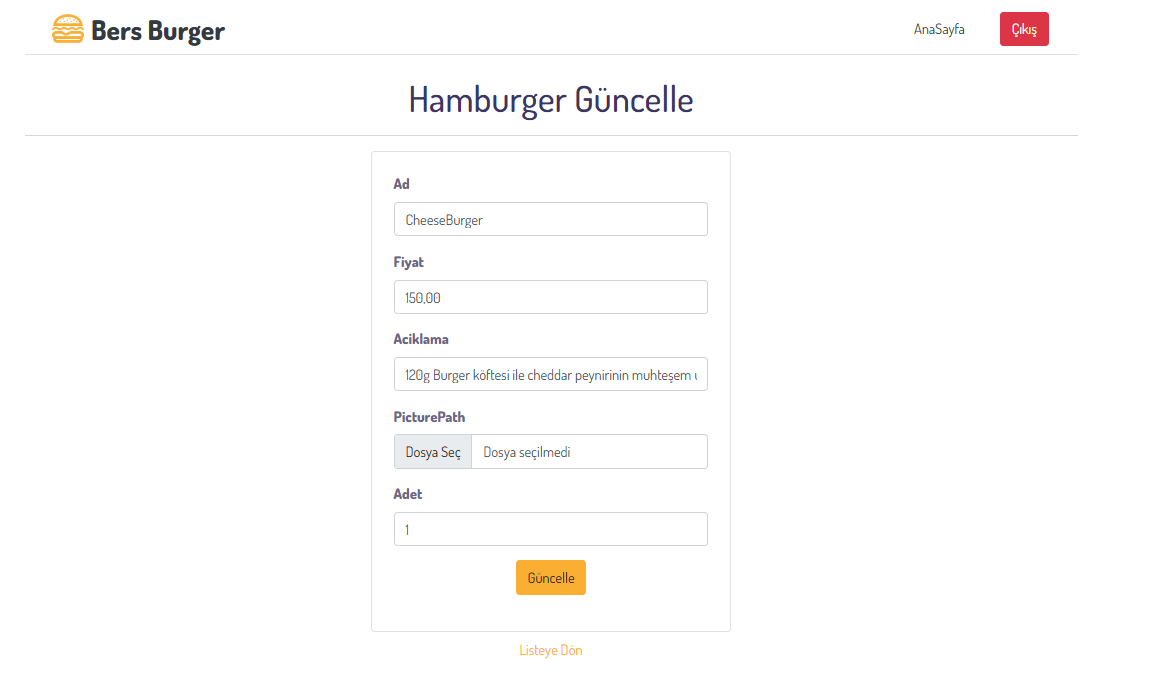 Bers Burger
AnaSayfa
Çıkış
Hamburger Güncelle
Ad
CheeseBurger
Fiyat
150,00
Aciklama
120g Burger köftesi ile cheddar peynirinin muhteşem
PicturePath
Dosya Seç
Dosya seçilmedi
Adet
1
Güncelle
Listeye Dön